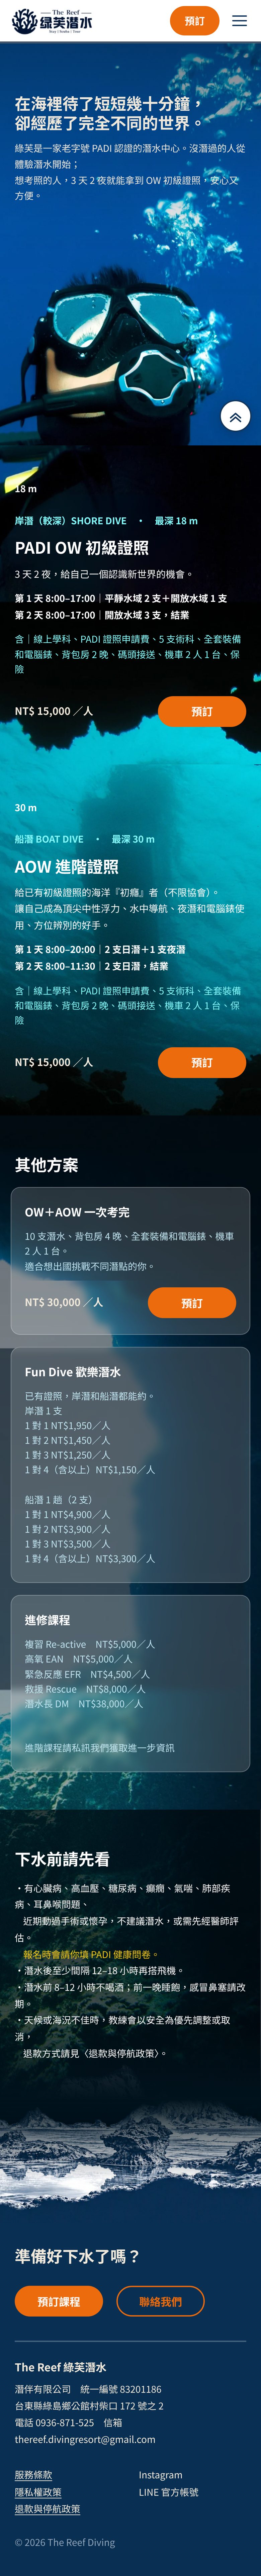 The Reef
綠芙潛水
Stay | Scuba | Tour
預訂
在海裡待了短短幾十分鐘，
卻經歷了完全不同的世界。
綠芙是一家老字號 PADI 認證的潛水中心。沒潛過的人從
體驗潛水開始；
想考照的人，3 天 2 夜就能拿到 OW 初級證照，安心又
方便。
18 m
岸潛（較深）SHORE DIVE ・ 最深 18 m
PADI OW 初級證照
3 天 2 夜，給自己一個認識新世界的機會。
第 1 天 8:00–17:00｜平靜水域 2 支＋開放水域 1 支
第 2 天 8:00–17:00｜開放水域 3 支，結業
含｜線上學科、PADI 證照申請費、5 支術科、全套裝備
和電腦錶、背包房 2 晚、碼頭接送、機車 2 人 1 台、保
險
NT$ 15,000 ／人
預訂
30 m
船潛 BOAT DIVE ・ 最深 30 m
AOW 進階證照
給已有初級證照的海洋『初癮』者（不限協會）。
讓自己成為頂尖中性浮力、水中導航、夜潛和電腦錶使
用、方位辨別的好手。
第 1 天 8:00–20:00｜2 支日潛＋1 支夜潛
第 2 天 8:00–11:30｜2 支日潛，結業
含｜線上學科、PADI 證照申請費、5 支術科、全套裝備
和電腦錶、背包房 2 晚、碼頭接送、機車 2 人 1 台、保
險
NT$ 15,000 ／人
預訂
其他方案
OW＋AOW 一次考完
10 支潛水、背包房 4 晚、全套裝備和電腦錶、機車
2 人 1 台。
適合想出國挑戰不同潛點的你。
NT$ 30,000 ／人
預訂
Fun Dive 歡樂潛水
已有證照，岸潛和船潛都能約。
岸潛 1 支
1 對 1 NT$1,950／人
1 對 2 NT$1,450／人
1 對 3 NT$1,250／人
1 對 4（含以上）NT$1,150／人
船潛 1 趟（2 支）
1 對 1 NT$4,900／人
1 對 2 NT$3,900／人
1 對 3 NT$3,500／人
1 對 4（含以上）NT$3,300／人
進修課程
複習 Re-active NT$5,000／人
高氧 EAN NT$5,000／人
緊急反應 EFR NT$4,500／人
救援 Rescue NT$8,000／人
潛水長 DM NT$38,000／人
進階課程請私訊我們獲取進一步資訊
下水前請先看
・有心臟病、高血壓、糖尿病、癲癇、氣喘、肺部疾
病、耳鼻喉問題、
近期動過手術或懷孕，不建議潛水，或需先經醫師評
估。
報名時會請你填 PADI 健康問卷。
・潛水後至少間隔 12–18 小時再搭飛機。
・潛水前 8–12 小時不喝酒；前一晚睡飽，感冒鼻塞請改
期。
・天候或海況不佳時，教練會以安全為優先調整或取
消，
退款方式請見〈退款與停航政策〉。
準備好下水了嗎？
預訂課程
聯絡我們
The Reef 綠芙潛水
潛伴有限公司 統一編號 83201186
台東縣綠島鄉公館村柴口 172 號之 2
電話 0936-871-525 信箱
thereef.divingresort@gmail.com
服務條款
Instagram
隱私權政策
LINE 官方帳號
退款與停航政策
© 2026 The Reef Diving